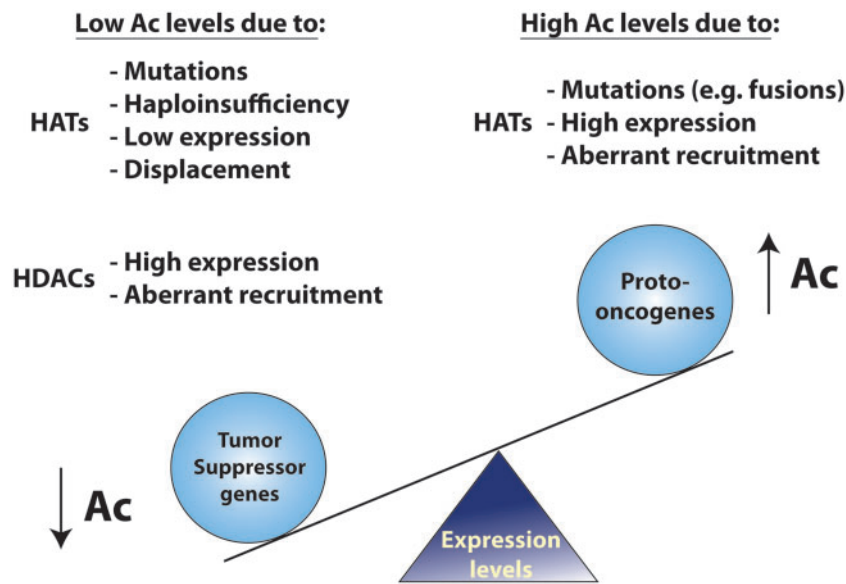 Low Ac levels due to:
HATs
- Mutations
- Haploinsufficiency
- Low expression
- Displacement
HDACs
- High expression
- Aberrant recruitment
High Ac levels due to:
HATs
- Mutations (e.g. fusions)
- High expression
- Aberrant recruitment
Proto-
oncogenes
Ac
Tumor
Suppressor
genes
Ac
Expression
levels